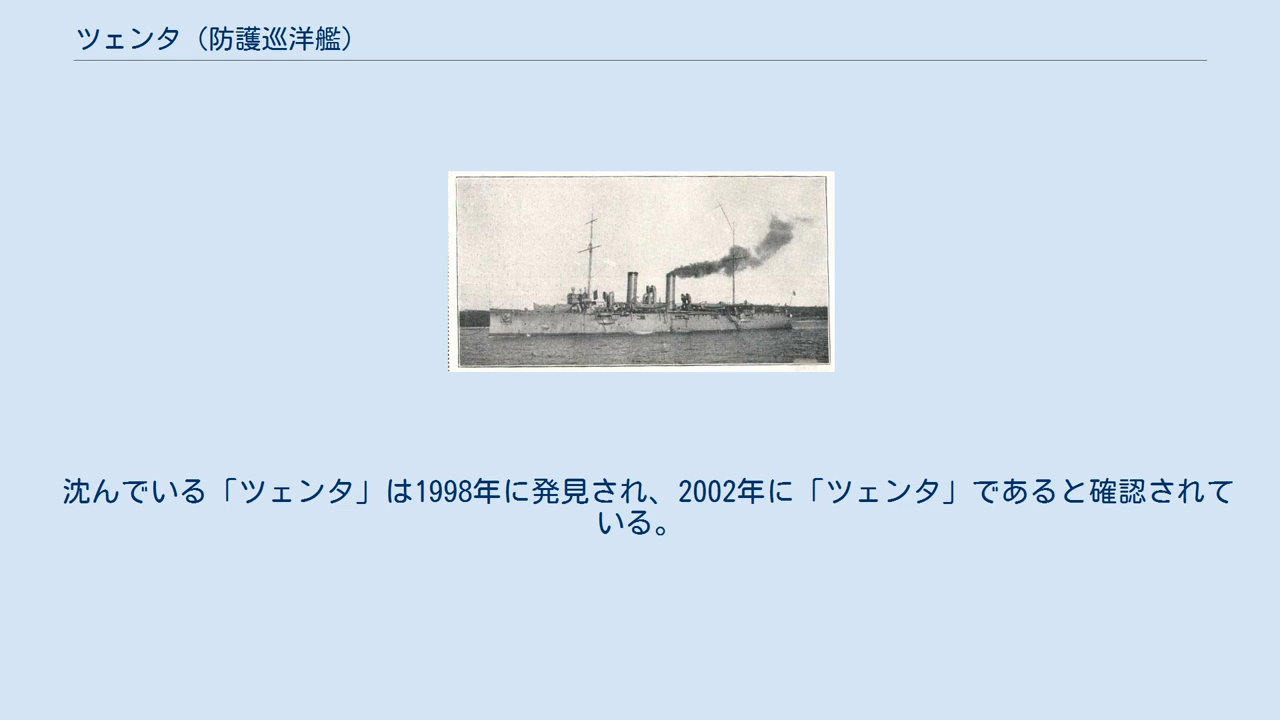 ツェンタ（防護巡洋艦）
沈んでいる「ツェンタ」は1998年に発見され、2002年に「ツェンタ」であると確認されて
いる。